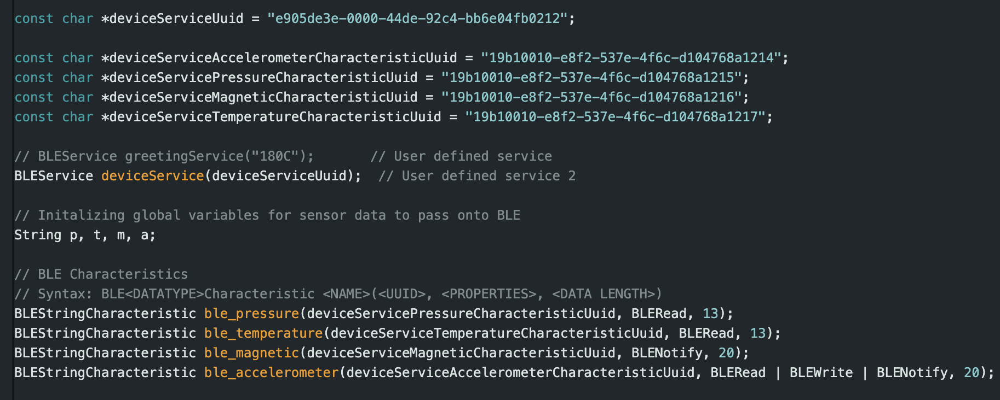 const char *deviceServiceUuid = "e905de3e-0000-44de-92c4-bb6e04fb0212";
const char *deviceServiceAccelerometerCharacteristicUuid = "19b10010-e8f2-537e-4f6c-d104768a1214";
const char *deviceServicePressureCharacteristicUuid = "19b10010-e8f2-537e-4f6c-d104768a1215";
const char *deviceServiceMagneticCharacteristicUuid = "19b10010-e8f2-537e-4f6c-d104768a1216";
const char *deviceServiceTemperatureCharacteristicUuid = "19b10010-e8f2-537e-4f6c-d104768a1217";
// BLEService greetingService("180C");       // User defined service
BLEService deviceService(deviceServiceUuid);  // User defined service 2
// Initalizing global variables for sensor data to pass onto BLE
String p, t, m, a;
// BLE Characteristics
// Syntax: BLE<DATATYPE>Characteristic <NAME>(<UUID>, <PROPERTIES>, <DATA LENGTH>)
BLEStringCharacteristic ble_pressure(deviceServicePressureCharacteristicUuid, BLERead, 13);
BLEStringCharacteristic ble_temperature(deviceServiceTemperatureCharacteristicUuid, BLERead, 13);
BLEStringCharacteristic ble_magnetic(deviceServiceMagneticCharacteristicUuid, BLENotify, 20);
BLEStringCharacteristic ble_accelerometer(deviceServiceAccelerometerCharacteristicUuid, BLERead | BLEWrite | BLENotify, 20);